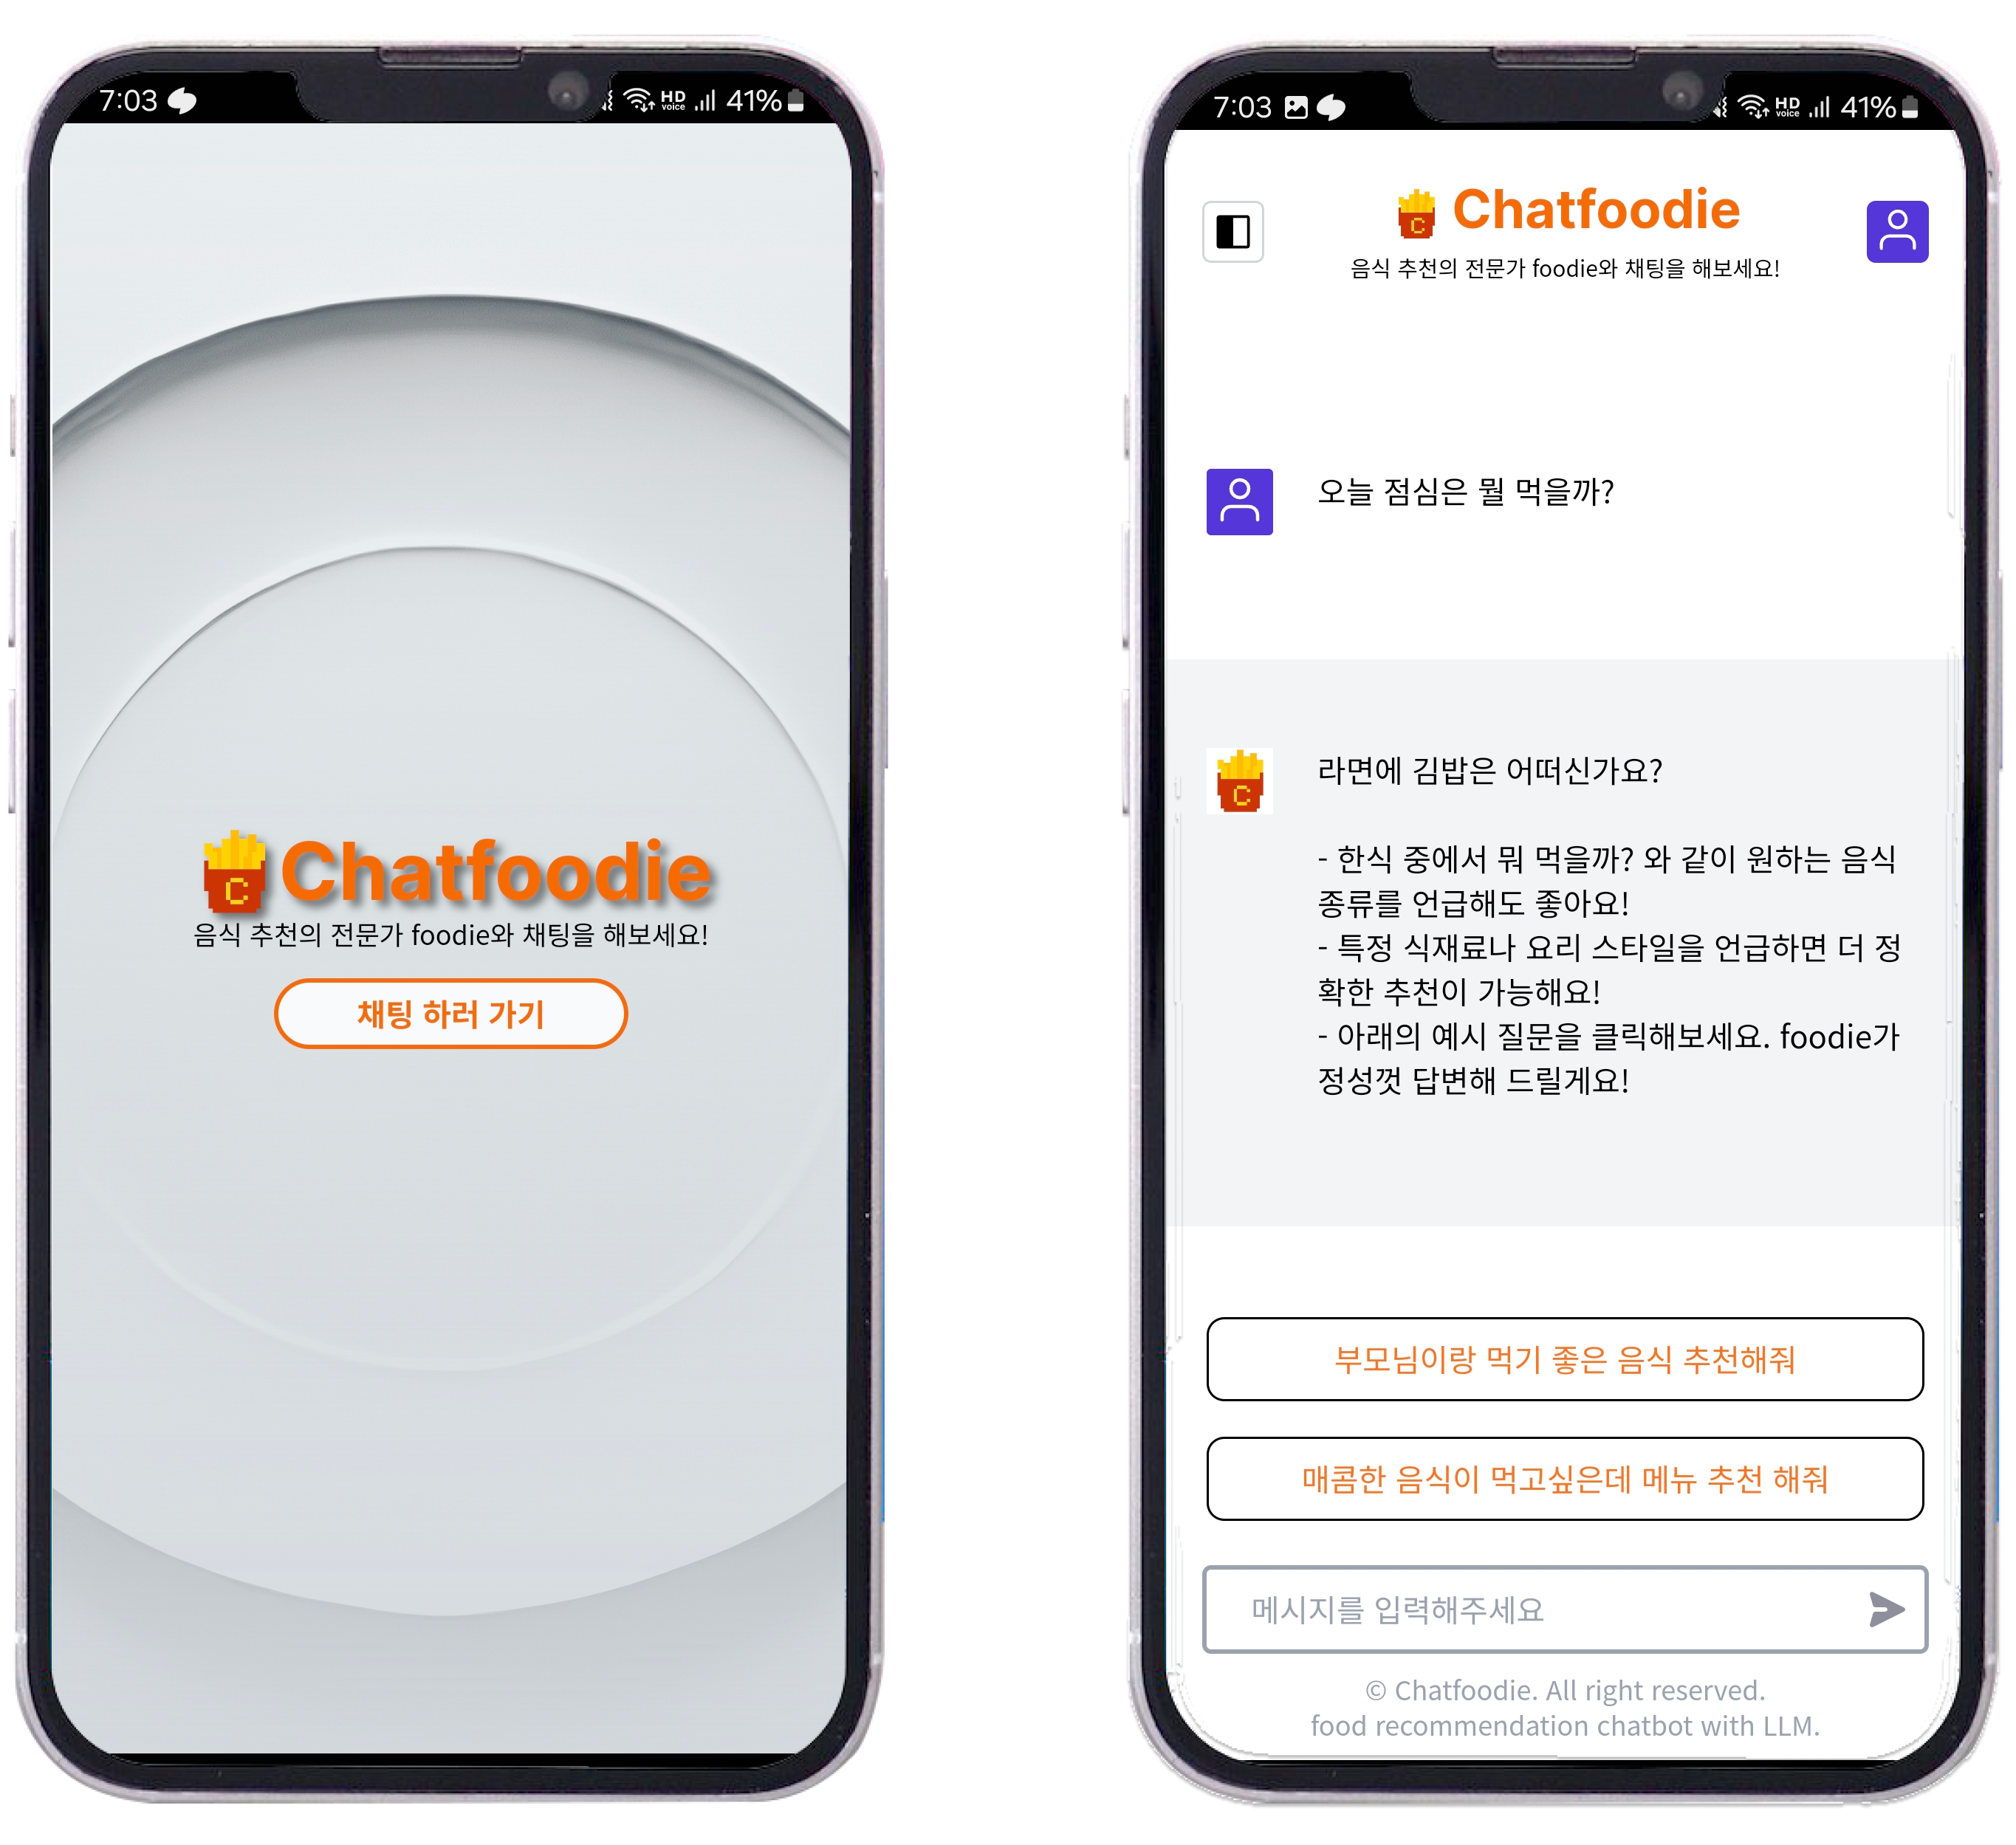 7:03
HD voice 41%
C
Chatfoodie
음식 추천의 전문가 foodie와 채팅을 해보세요!
채팅 하러 가기
7:03
HD voice 41%
C
Chatfoodie
음식 추천의 전문가 foodie와 채팅을 해보세요!
오늘 점심은 뭘 먹을까?
C
라면에 김밥은 어떠신가요?
- 한식 중에서 뭐 먹을까? 와 같이 원하는 음식
종류를 언급해도 좋아요!
- 특정 식재료나 요리 스타일을 언급하면 더 정
확한 추천이 가능해요!
- 아래의 예시 질문을 클릭해보세요. foodie가
정성껏 답변해 드릴게요!
부모님이랑 먹기 좋은 음식 추천해줘
매콤한 음식이 먹고싶은데 메뉴 추천 해줘
메시지를 입력해주세요
© Chatfoodie. All right reserved.
food recommendation chatbot with LLM.